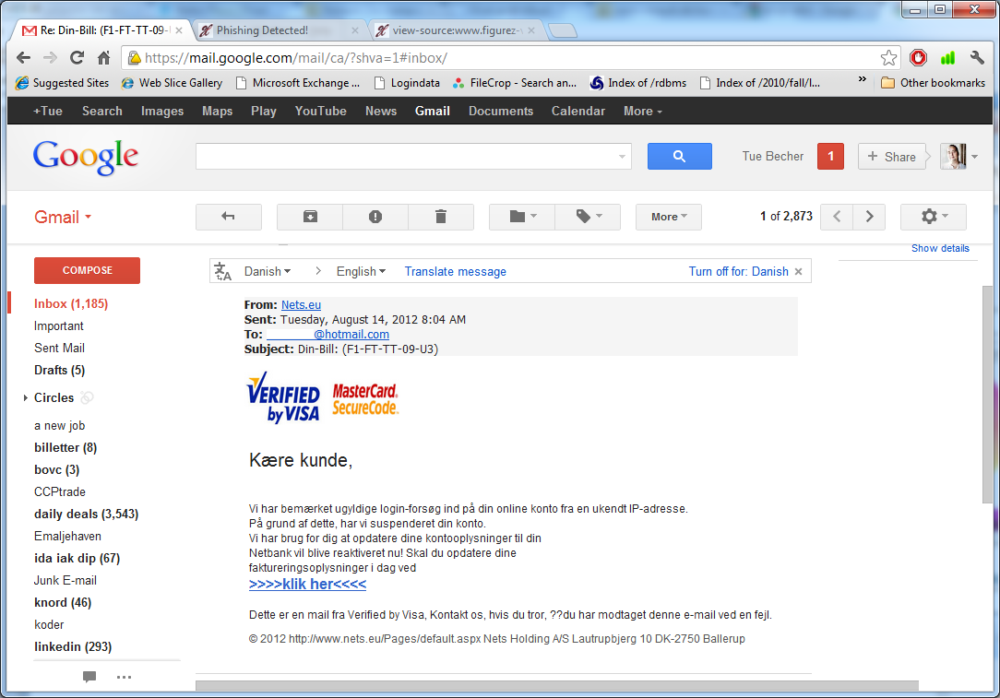 Re: Din-Bill: (F1-FT-TT-09-
Phishing Detected!
view-source:www.figurez-
https://mail.google.com/mail/ca/?shva=1#inbox/
Suggested Sites Web Slice Gallery Microsoft Exchange ... Logindata FileCrop - Search an... Index of /rdbms Index of /2010/fall/I... » Other bookmarks
+Tue Search Images Maps Play YouTube News Gmail Documents Calendar More
Google Tue Becher 1 + Share
Gmail More 1 of 2,873
Show details
COMPOSE
Inbox (1,185)
Important
Sent Mail
Drafts (5)
Circles
a new job
billetter (8)
bovc (3)
CCPtrade
daily deals (3,543)
Emaljehaven
ida iak dip (67)
Junk E-mail
knord (46)
koder
linkedin (293)
Danish > English Translate message Turn off for: Danish x
From: Nets.eu
Sent: Tuesday, August 14, 2012 8:04 AM
To: @hotmail.com
Subject: Din-Bill: (F1-FT-TT-09-U3)
VERIFIED by VISA
MasterCard. SecureCode.
Kære kunde,
Vi har bemærket ugyldige login-forsøg ind på din online konto fra en ukendt IP-adresse.
På grund af dette, har vi suspenderet din konto.
Vi har brug for dig at opdatere dine kontooplysninger til din
Netbank vil blive reaktiveret nu! Skal du opdatere dine
faktureringsoplysninger i dag ved
>>>>klik her<<<<
Dette er en mail fra Verified by Visa, Kontakt os, hvis du tror, ??du har modtaget denne e-mail ved en fejl.
© 2012 http://www.nets.eu/Pages/default.aspx Nets Holding A/S Lautrupbjerg 10 DK-2750 Ballerup